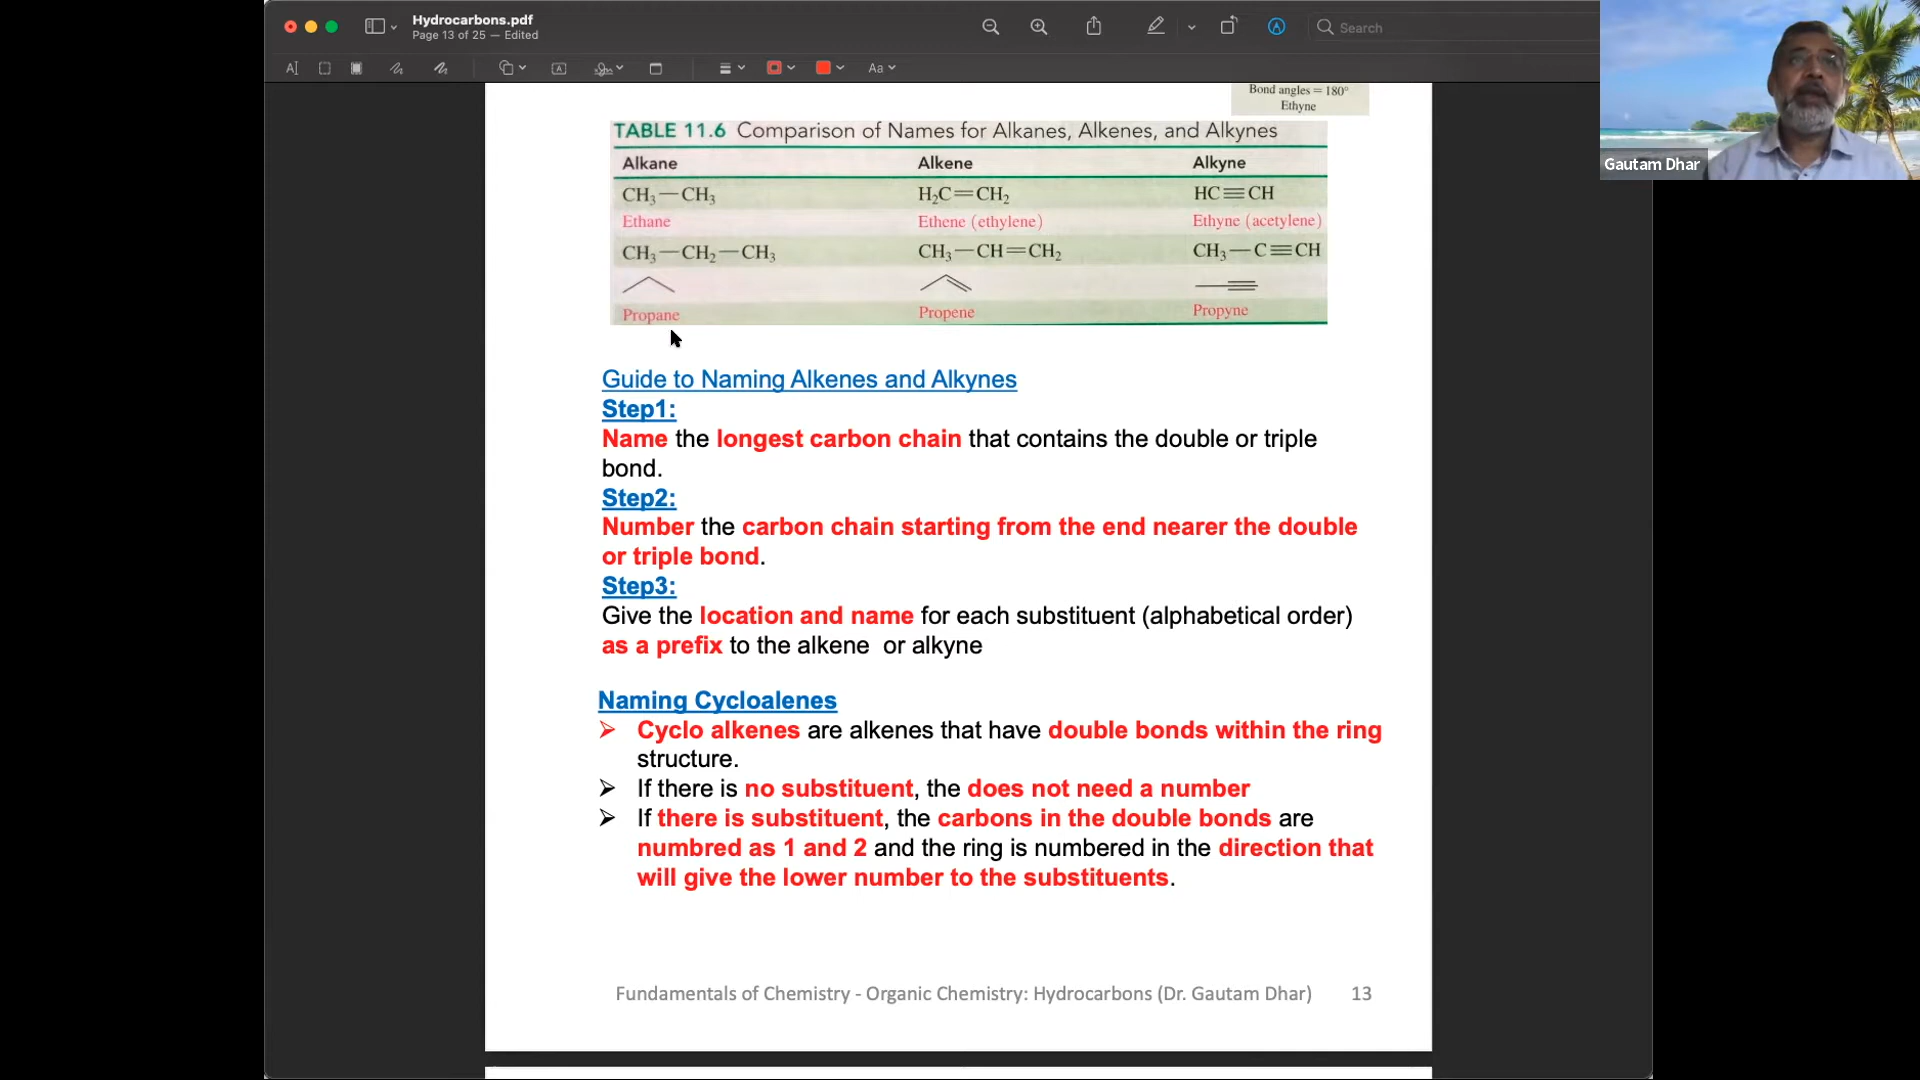 Hydrocarbons.pdf
Page 13 of 25 — Edited
Search
Aa
Gautam Dhar
Bond angles = 180°
Ethyne
TABLE 11.6 Comparison of Names for Alkanes, Alkenes, and Alkynes
Alkane Alkene Alkyne
CH₃—CH₃ H₂C=CH₂ HC≡CH
Ethane Ethene (ethylene) Ethyne (acetylene)
CH₃—CH₂—CH₃ CH₃—CH=CH₂ CH₃—C≡CH
Propane Propene Propyne
Guide to Naming Alkenes and Alkynes
Step1:
Name the longest carbon chain that contains the double or triple
bond.
Step2:
Number the carbon chain starting from the end nearer the double
or triple bond.
Step3:
Give the location and name for each substituent (alphabetical order)
as a prefix to the alkene or alkyne
Naming Cycloalenes
➢ Cyclo alkenes are alkenes that have double bonds within the ring
structure.
➢ If there is no substituent, the does not need a number
➢ If there is substituent, the carbons in the double bonds are
numbred as 1 and 2 and the ring is numbered in the direction that
will give the lower number to the substituents.
Fundamentals of Chemistry - Organic Chemistry: Hydrocarbons (Dr. Gautam Dhar) 13